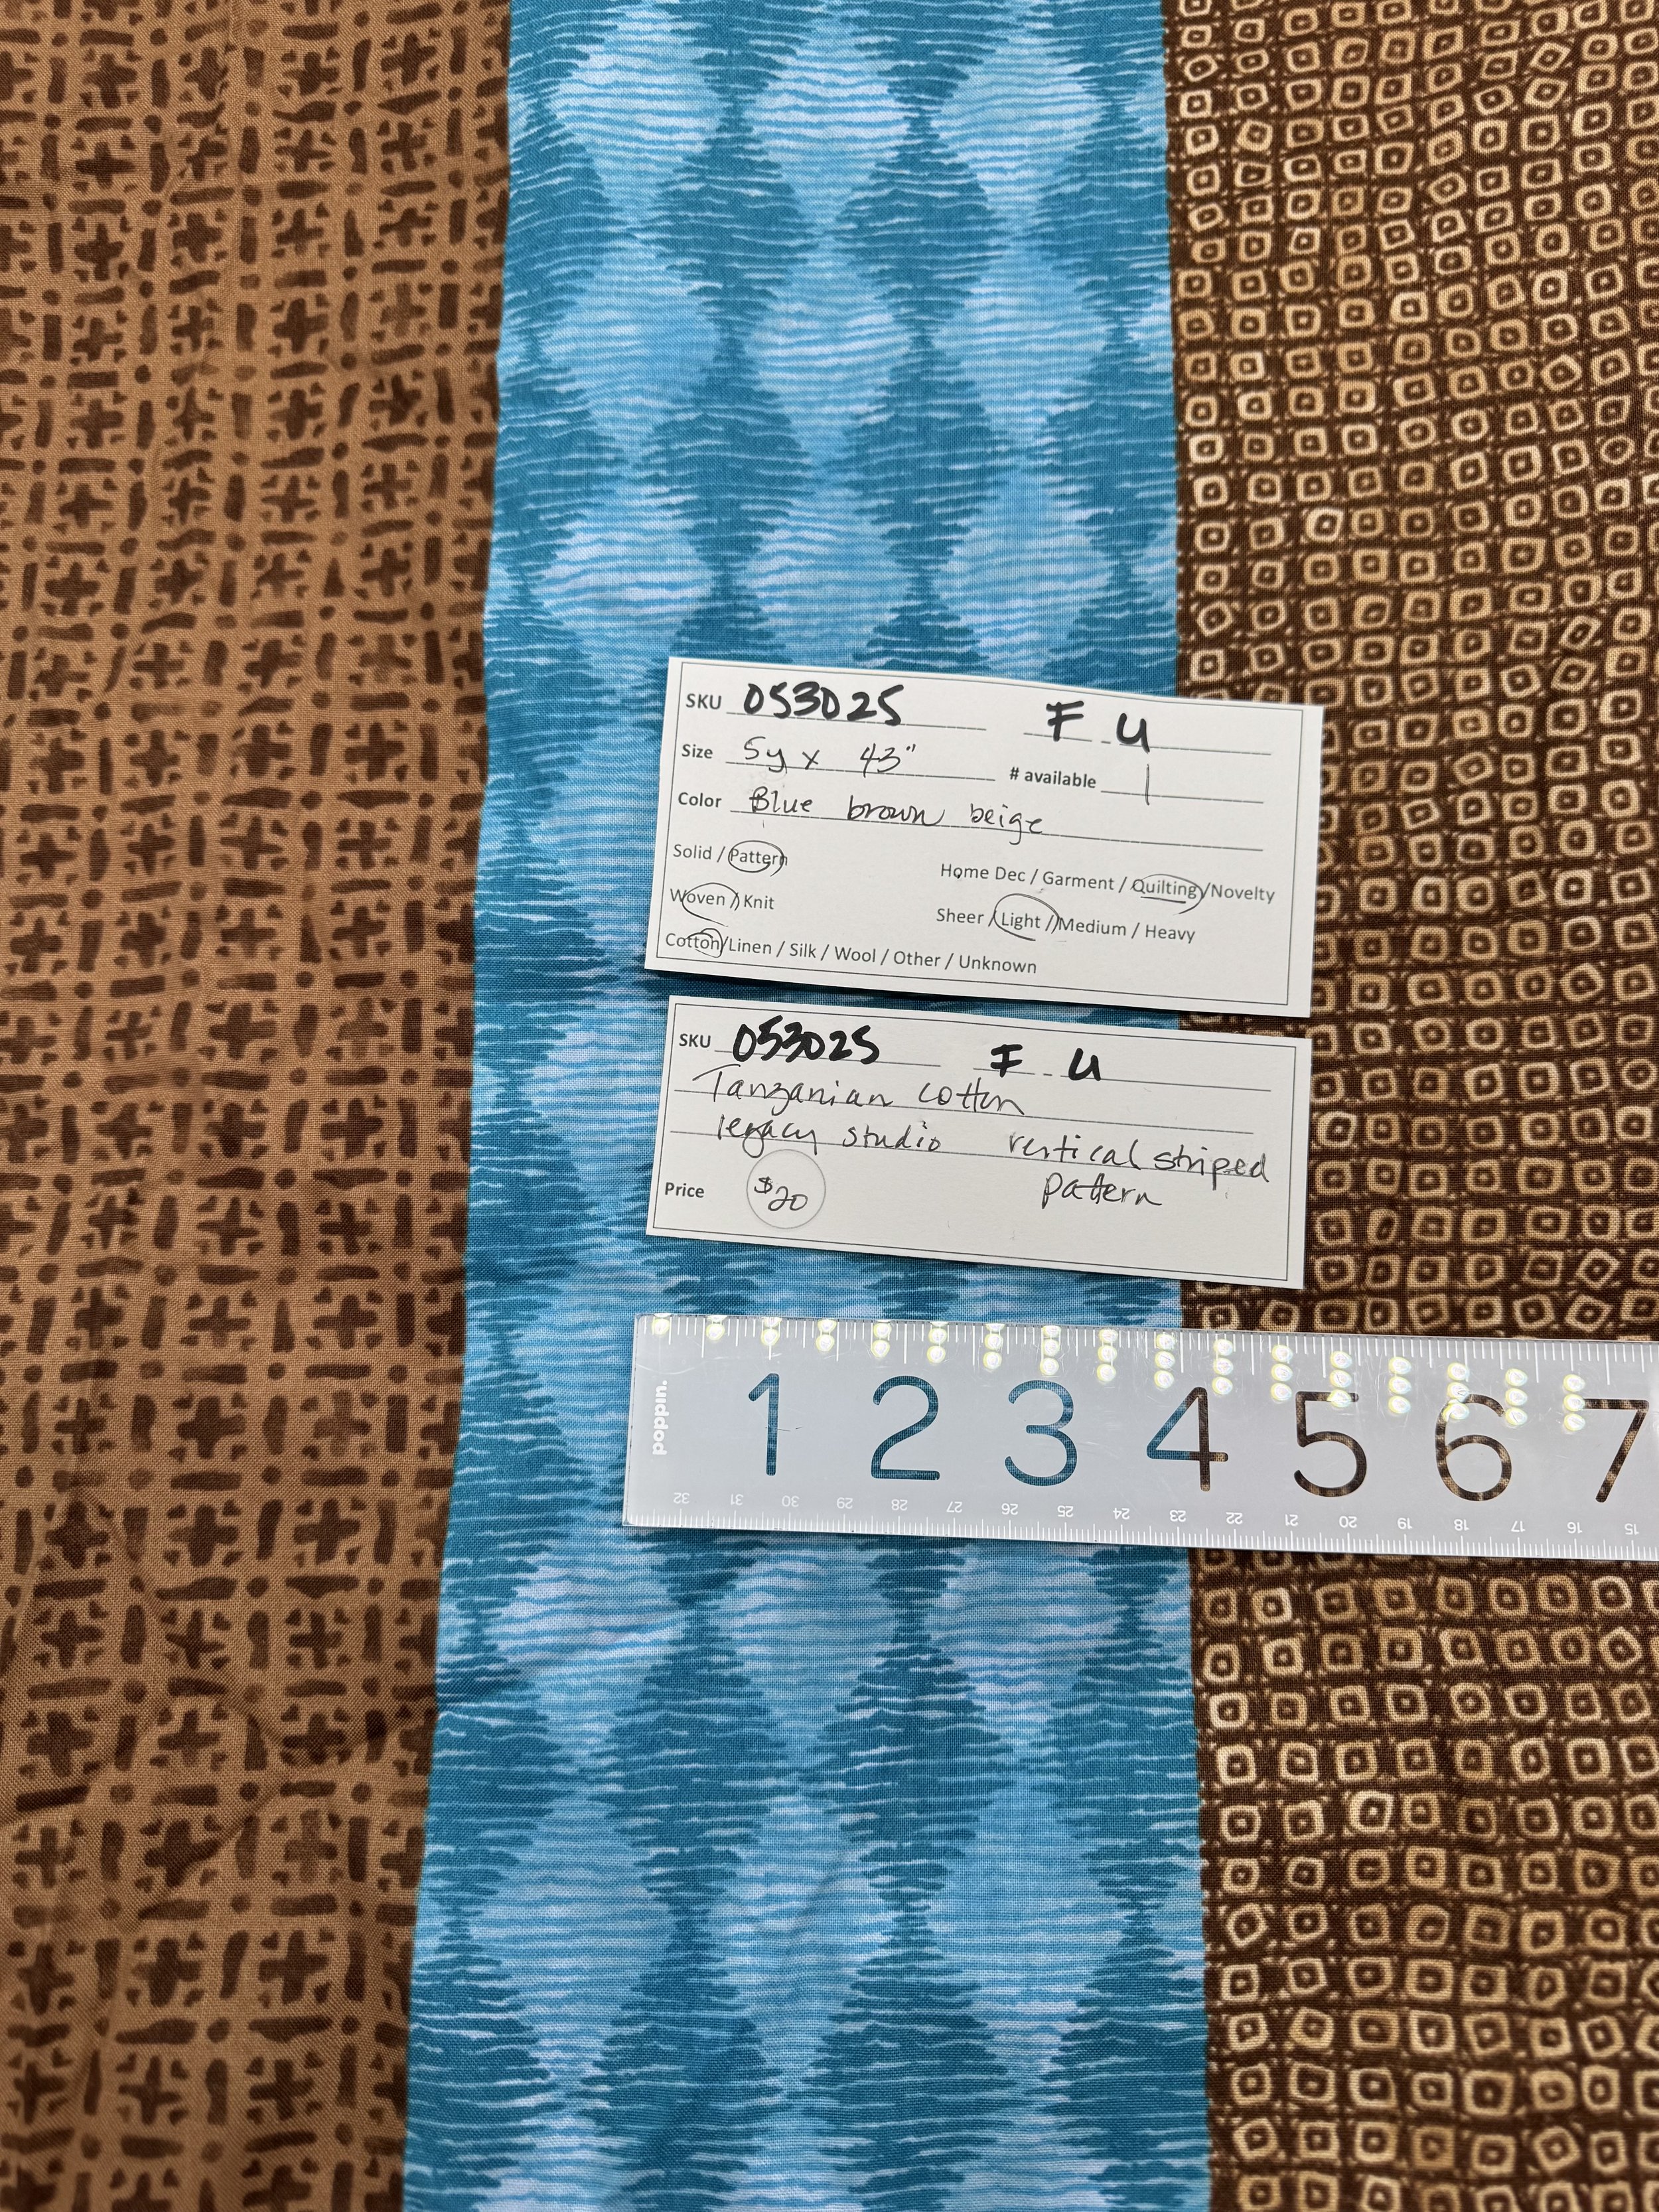 SKU 053025 F U
Size 5y x 43"
# available 1
Color Blue brown beige
Solid / Pattern
Home Dec / Garment / Quilting / Novelty
Woven / Knit
Sheer / Light / Medium / Heavy
Cotton / Linen / Silk / Wool / Other / Unknown
SKU 053025 F U
Tanzanian cotton
legacy studio vertical striped
pattern
Price $20
poppin.
1 2 3 4 5 6 7
32 31 30 29 28 27 26 25 24 23 22 21 20 19 18 17 16 15